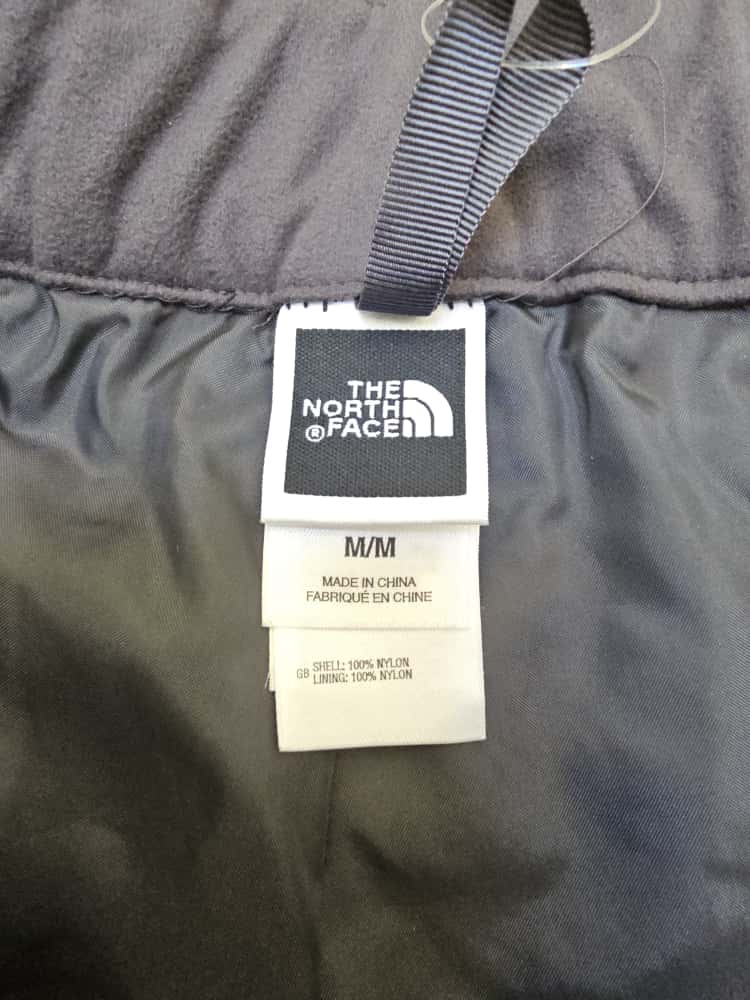 THE
NORTH
® FACE
M/M
MADE IN CHINA
FABRIQUÉ EN CHINE
GB SHELL: 100% NYLON
LINING: 100% NYLON